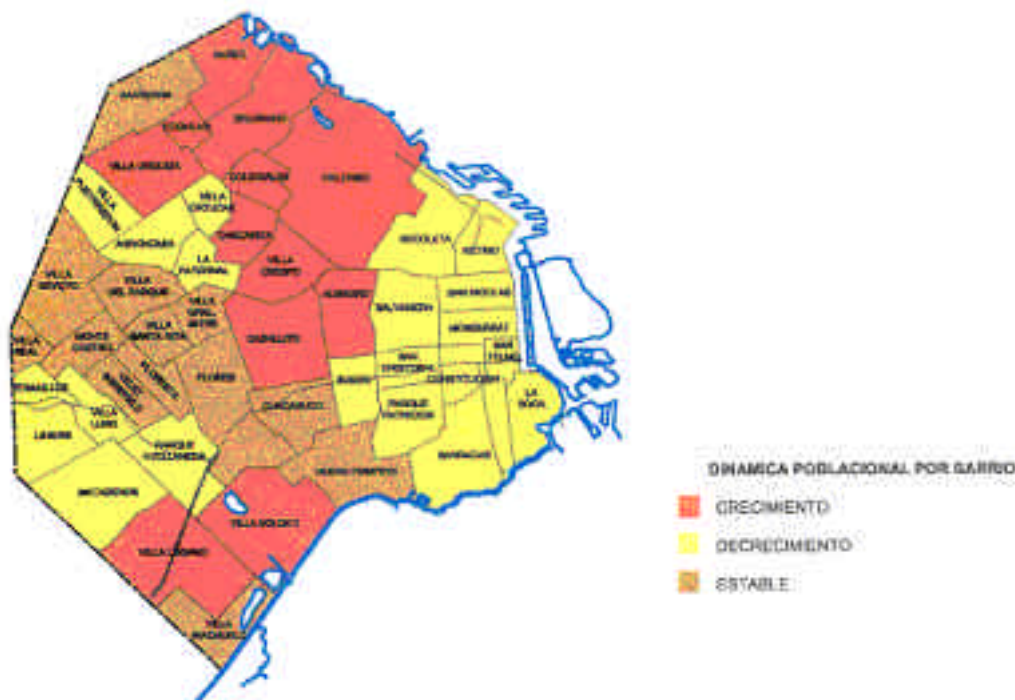 NUÑEZ
SAAVEDRA
BELGRANO
COGHLAN
VILLA URQUIZA
COLEGIALES
PALERMO
VILLA
PUEYRREDON
VILLA
ORTUZAR
AGRONOMIA
CHACARITA
RECOLETA
RETIRO
LA
PATERNAL
VILLA
CRESPO
VILLA
DEVOTO
VILLA
DEL PARQUE
ALMAGRO
BALVANERA
SAN NICOLAS
VILLA
GRAL.
MITRE
VILLA
REAL
MONTE
CASTRO
VILLA
SANTA RITA
CABALLITO
MONSERRAT
SAN
TELMO
VERSALLES
FLORESTA
VELEZ
SARSFIELD
FLORES
BOEDO
SAN
CRISTOBAL
CONSTITUCION
VILLA
LURO
LINIERS
CHACABUCO
PARQUE
PATRICIOS
LA
BOCA
PARQUE
AVELLANEDA
BARRACAS
NUEVA POMPEYA
MATADEROS
VILLA SOLDATI
VILLA LUGANO
VILLA
RIACHUELO
DINAMICA POBLACIONAL POR BARRIO
CRECIMIENTO
DECRECIMIENTO
ESTABLE